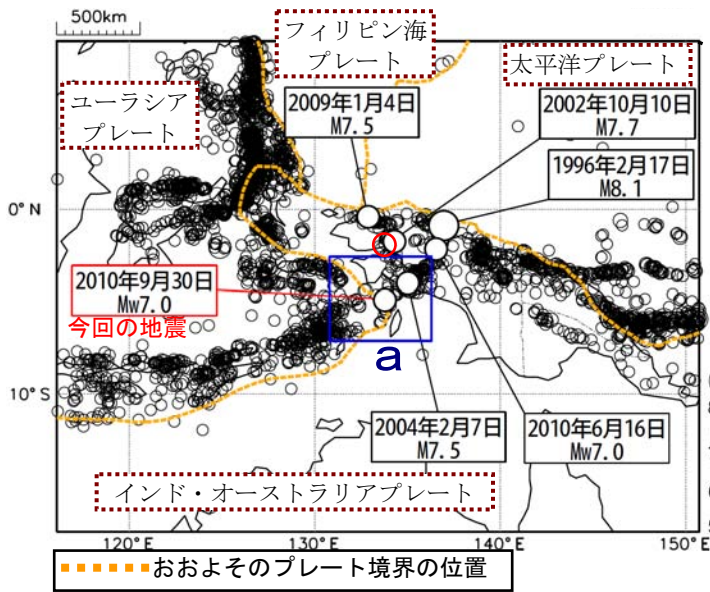 500km
フィリピン海
プレート
太平洋プレート
ユーラシア
プレート
2009年1月4日
M7.5
2002年10月10日
M7.7
1996年2月17日
M8.1
0°N
2010年9月30日
Mw7.0
今回の地震
a
10°S
2004年2月7日
M7.5
2010年6月16日
Mw7.0
インド・オーストラリアプレート
120°E
130°E
140°E
150°E
おおよそのプレート境界の位置